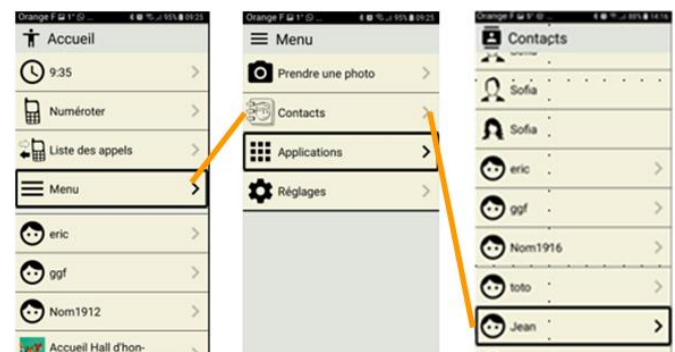 Orange F 95% 09:25
Accueil
9:35
Numéroter
Liste des appels
Menu
eric
ggf
Nom1912
Accueil Hall d'hon-
Orange F 95% 09:25
Menu
Prendre une photo
Contacts
Applications
Réglages
Orange F 14:16
Contacts
Sofia
Sofia
eric
ggf
Nom1916
toto
Jean